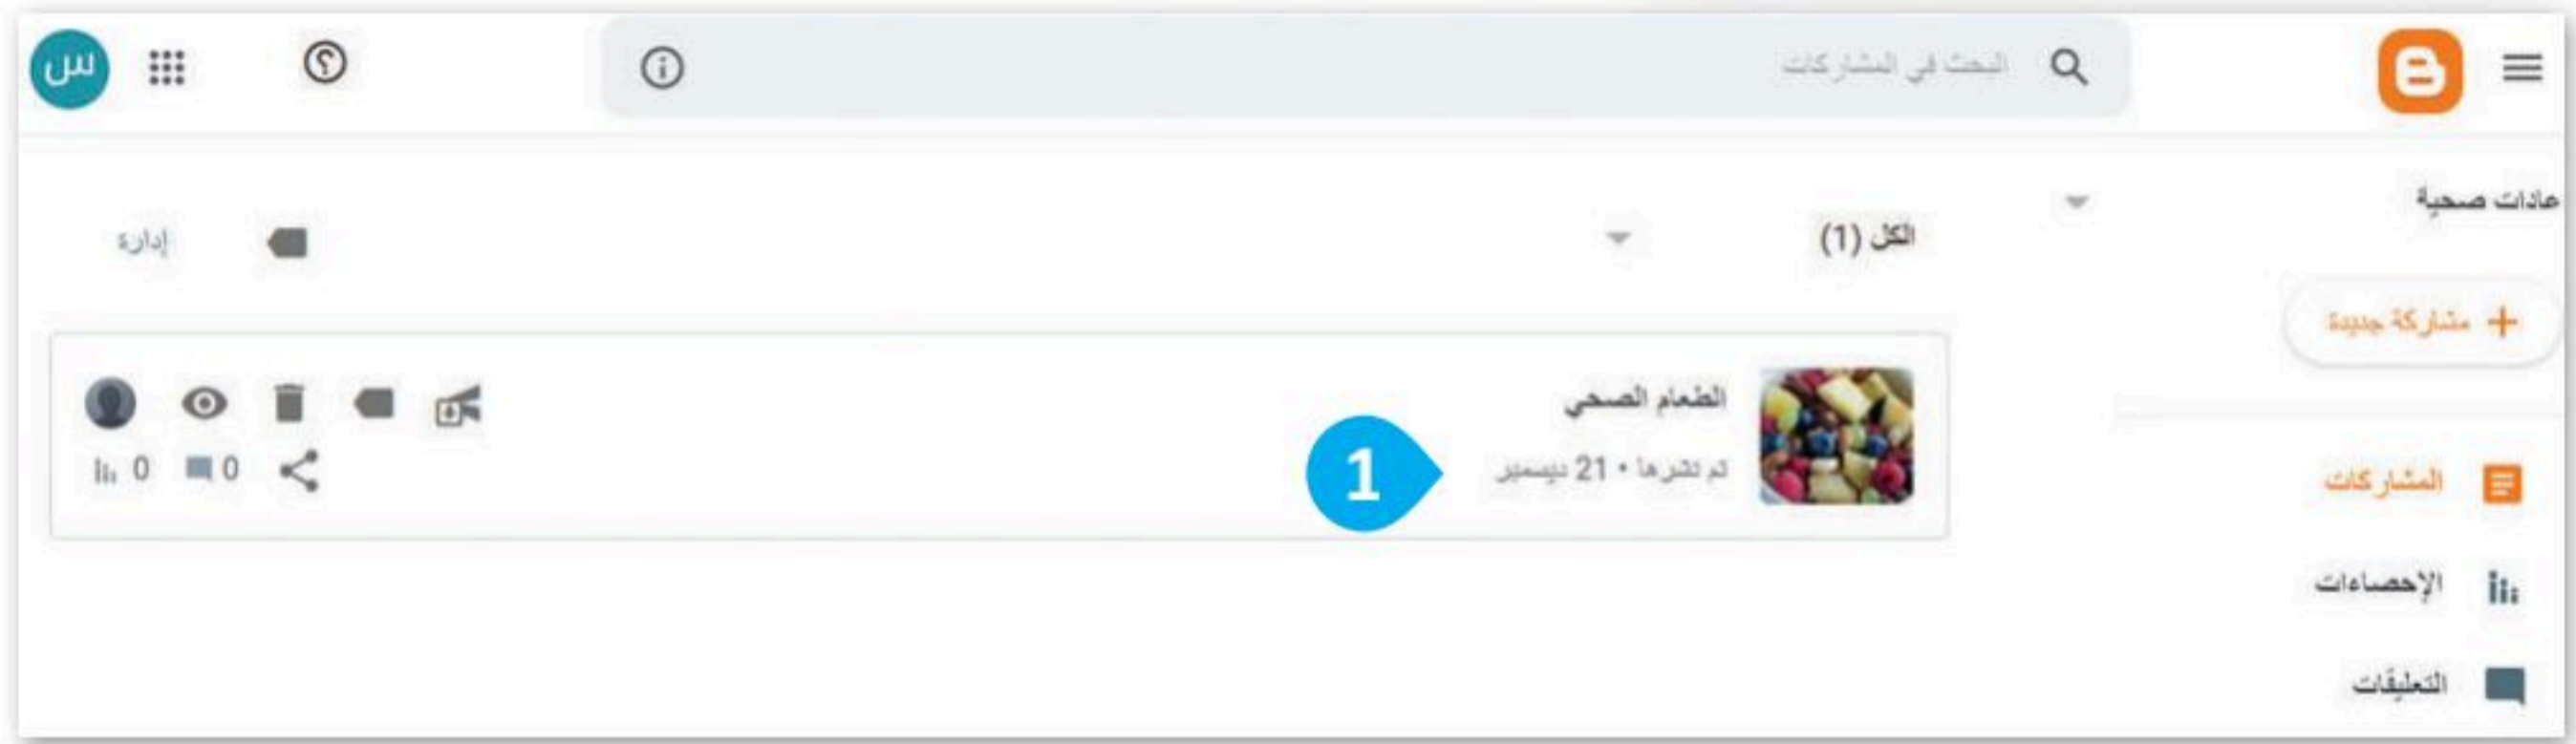 البحث في المشاركات
س
عادات صحية
الكل (1)
إدارة
مشاركة جديدة
الطعام الصحي
تم نشرها • 21 ديسمبر
1
0
0
المشاركات
الإحصاءات
التعليقات